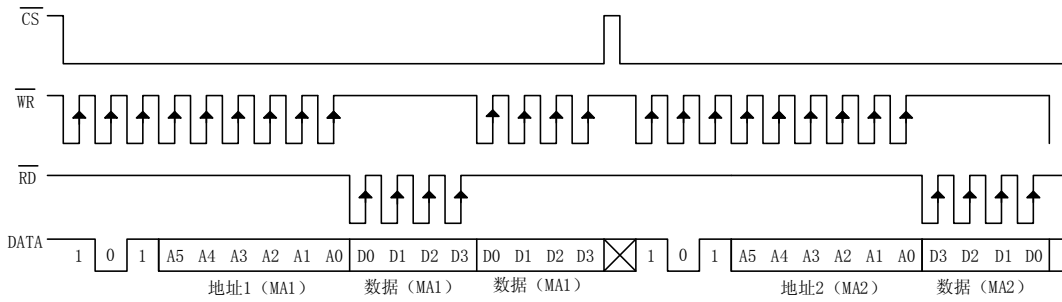 CS
WR
RD
DATA 1 0 1 A5 A4 A3 A2 A1 A0 D0 D1 D2 D3 D0 D1 D2 D3 1 0 1 A5 A4 A3 A2 A1 A0 D3 D2 D1 D0
地址1（MA1） 数据（MA1） 数据（MA1） 地址2（MA2） 数据（MA2）